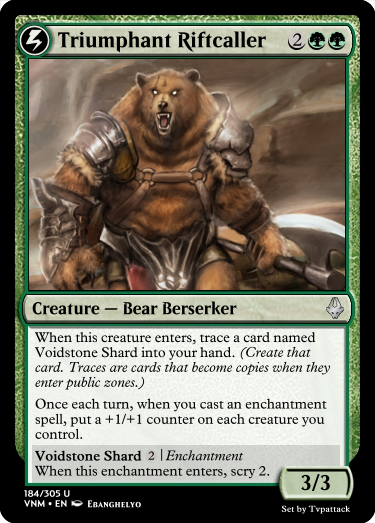 Triumphant Riftcaller 2
Creature — Bear Berserker
When this creature enters, trace a card named
Voidstone Shard into your hand. (Create that
card. Traces are cards that become copies when they
enter public zones.)
Once each turn, when you cast an enchantment
spell, put a +1/+1 counter on each creature you
control.
Voidstone Shard 2 | Enchantment
When this enchantment enters, scry 2.
3/3
184/305 U
VNM • EN Ebanghelyo
Set by Tvpattack